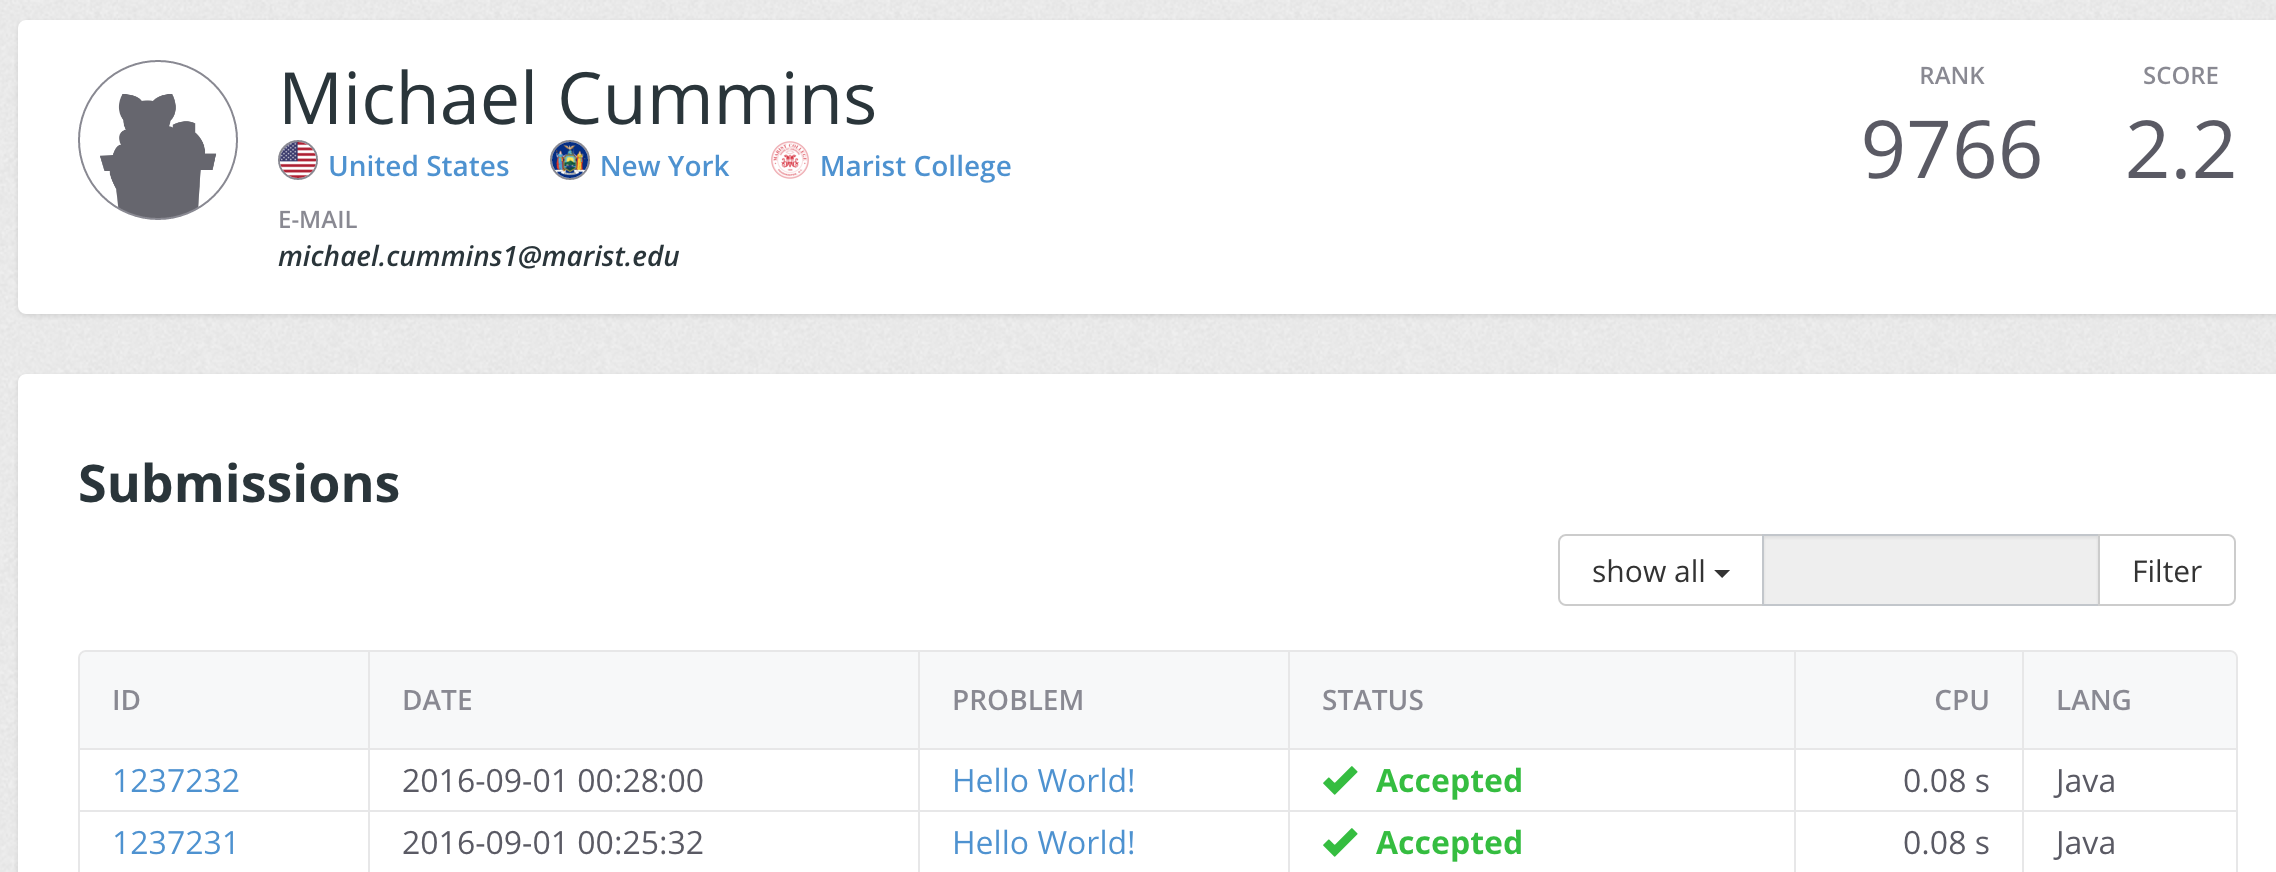 Michael Cummins
RANK
SCORE
9766
2.2
United States
New York
Marist College
E-MAIL
michael.cummins1@marist.edu
Submissions
show all
Filter
ID
DATE
PROBLEM
STATUS
CPU
LANG
1237232
2016-09-01 00:28:00
Hello World!
Accepted
0.08 s
Java
1237231
2016-09-01 00:25:32
Hello World!
Accepted
0.08 s
Java